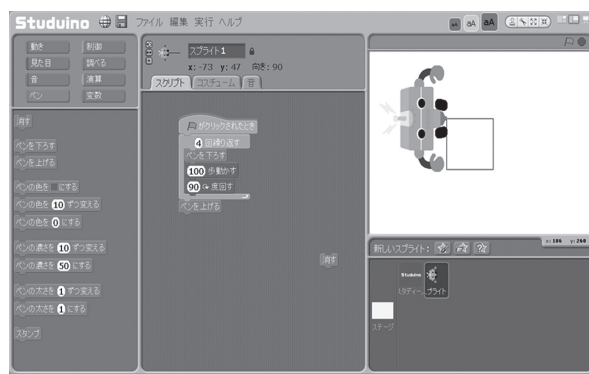 Studuino ファイル 編集 実行 ヘルプ
動き 制御
見た目 調べる
音 演算
ペン 変数
消す
ペンを下ろす
ペンを上げる
ペンの色を にする
ペンの色を 10 ずつ変える
ペンの色を 0 にする
ペンの濃さを 10 ずつ変える
ペンの濃さを 50 にする
ペンの太さを 1 ずつ変える
ペンの太さを 1 にする
スタンプ
スプライト1
x: -73 y: 47 向き: 90
スクリプト コスチューム 音
がクリックされたとき
4 回繰り返す
ペンを下ろす
100 歩動かす
90 度回す
ペンを上げる
消す
aA aA aA
x: 186 y: 260
新しいスプライト:
Studuino
ステージ